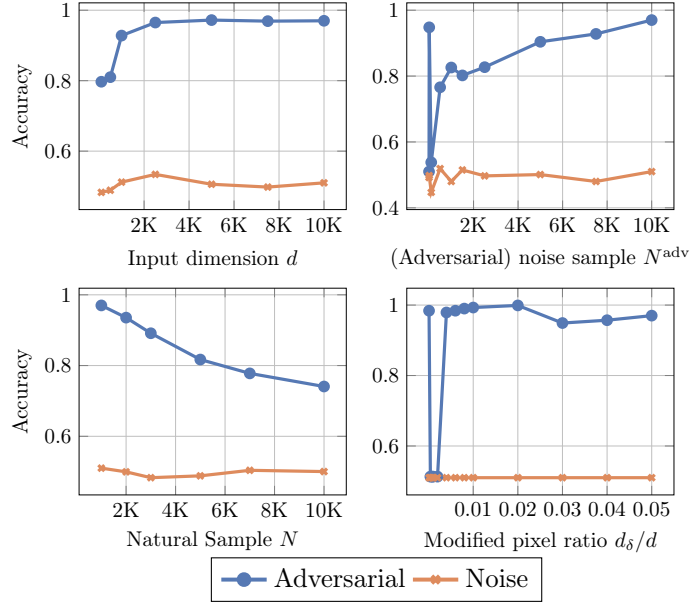 1
0.8
0.6
Accuracy
2K 4K 6K 8K 10K
Input dimension d
1
0.8
0.6
0.4
2K 4K 6K 8K 10K
(Adversarial) noise sample N^adv
1
0.8
0.6
Accuracy
2K 4K 6K 8K 10K
Natural Sample N
1
0.8
0.6
0.01 0.02 0.03 0.04 0.05
Modified pixel ratio d_δ/d
Adversarial Noise